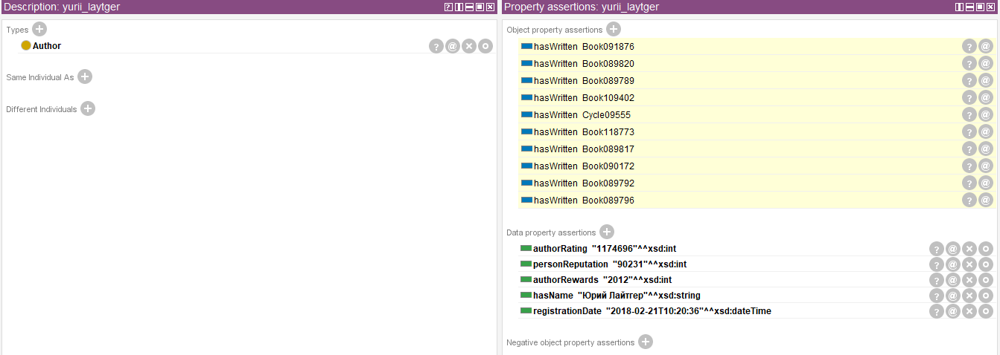 Description: yurii_laytger
Types
Author
Same Individual As
Different Individuals
Property assertions: yurii_laytger
Object property assertions
hasWritten Book091876
hasWritten Book089820
hasWritten Book089789
hasWritten Book109402
hasWritten Cycle09555
hasWritten Book118773
hasWritten Book089817
hasWritten Book090172
hasWritten Book089792
hasWritten Book089796
Data property assertions
authorRating "1174696"^^xsd:int
personReputation "90231"^^xsd:int
authorRewards "2012"^^xsd:int
hasName "Юрий Лайтгер"^^xsd:string
registrationDate "2018-02-21T10:20:36"^^xsd:dateTime
Negative object property assertions